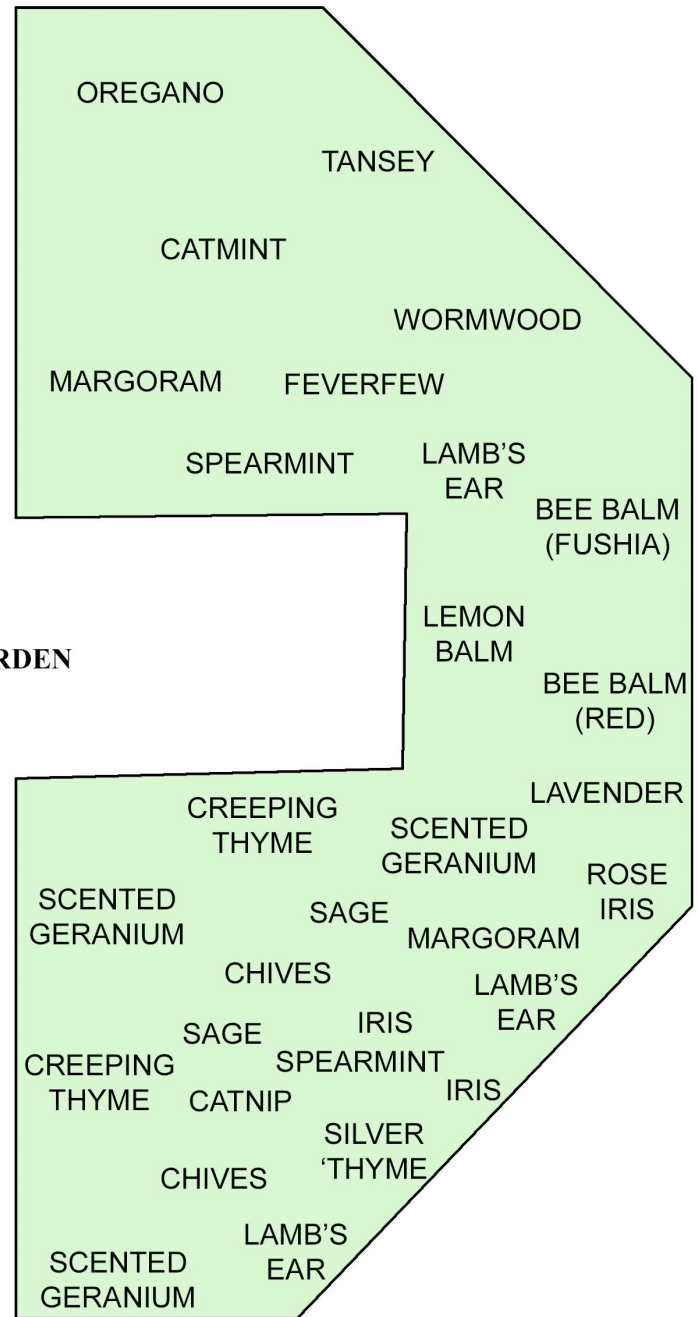 OREGANO
TANSEY
CATMINT
WORMWOOD
MARGORAM
FEVERFEW
SPEARMINT
LAMB’S
EAR
BEE BALM
(FUSHIA)
LEMON
BALM
RDEN
BEE BALM
(RED)
LAVENDER
CREEPING
THYME
SCENTED
GERANIUM
ROSE
IRIS
SCENTED
GERANIUM
SAGE
MARGORAM
CHIVES
LAMB’S
EAR
IRIS
SAGE
SPEARMINT
CREEPING
THYME
CATNIP
IRIS
SILVER
‘THYME
CHIVES
LAMB’S
EAR
SCENTED
GERANIUM